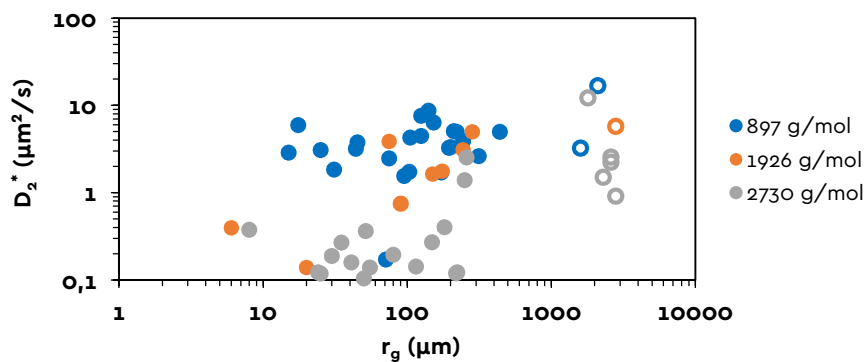 100
10
1
0,1
D₂* (µm²/s)
1
10
100
1000
10000
r_g (µm)
897 g/mol
1926 g/mol
2730 g/mol